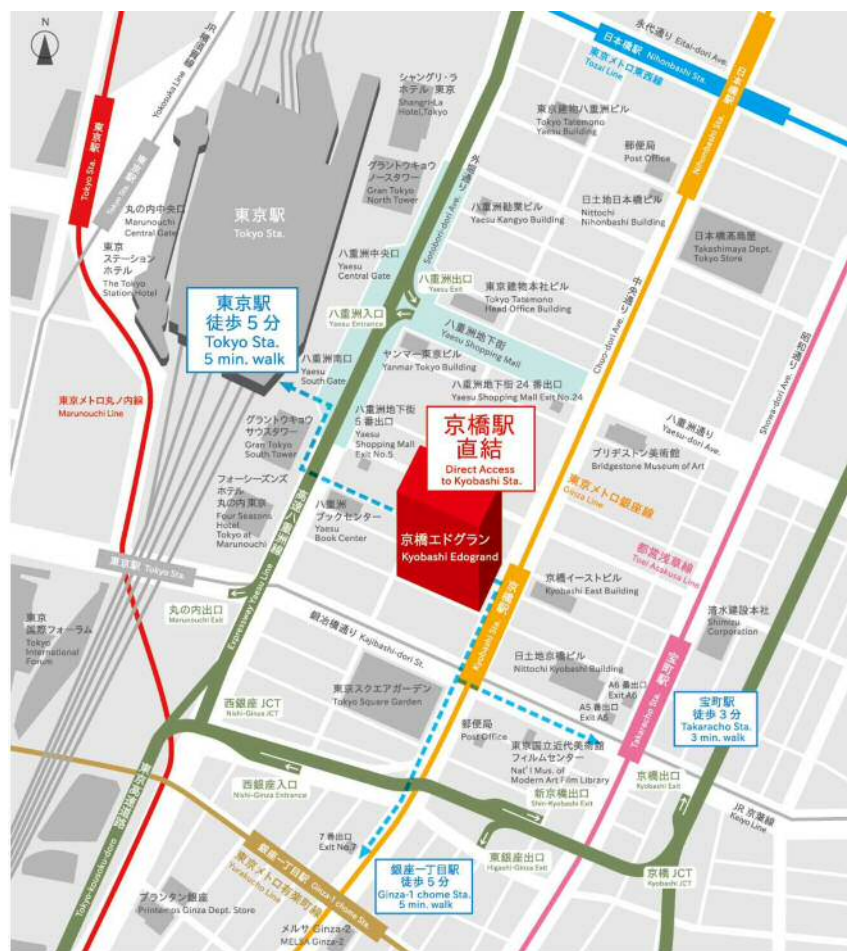 N
JR 横須賀線
Yokosuka Line
東京駅
Tokyo Sta.
丸の内中央口
Marunouchi
Central Gate
東京
ステーション
ホテル
The Tokyo
Station Hotel
東京駅
Tokyo Sta.
シャングリ・ラ
ホテル 東京
Shangri-La
Hotel,Tokyo
グラントウキョウ
ノースタワー
Gran Tokyo
North Tower
外堀通り
Sotobori-dori Ave.
永代通り Eitai-dori Ave.
日本橋駅 Nihonbashi Sta.
東京メトロ東西線
Tozai Line
日本橋駅
Nihonbashi Sta.
東京建物八重洲ビル
Tokyo Tatemono
Yaesu Building
郵便局
Post Office
八重洲勧業ビル
Yaesu Kangyo Building
日土地日本橋ビル
Nittochi
Nihonbashi Building
日本橋髙島屋
Takashimaya Dept.
Tokyo Store
八重洲中央口
Yaesu
Central Gate
八重洲出口
Yaesu Exit
東京建物本社ビル
Tokyo Tatemono
Head Office Building
中央通り
Chuo-dori Ave.
昭和通り
Showa-dori Ave.
八重洲入口
Yaesu Entrance
八重洲地下街
Yaesu Shopping Mall
東京駅
徒歩 5 分
Tokyo Sta.
5 min. walk
八重洲南口
Yaesu
South Gate
ヤンマー東京ビル
Yanmar Tokyo Building
八重洲地下街 24 番出口
Yaesu Shopping Mall Exit No.24
東京メトロ丸ノ内線
Marunouchi Line
グラントウキョウ
サウスタワー
Gran Tokyo
South Tower
八重洲地下街
5 番出口
Yaesu
Shopping Mall
Exit No.5
京橋駅
直結
Direct Access
to Kyobashi Sta.
八重洲通り
Yaesu-dori Ave.
ブリヂストン美術館
Bridgestone Museum of Art
東京メトロ銀座線
Ginza Line
フォーシーズンズ
ホテル
丸の内 東京
Four Seasons
Hotel
Tokyo at
Marunouchi
八重洲
ブックセンター
Yaesu
Book Center
高速八重洲線
Expressway Yaesu Line
京橋エドグラン
Kyobashi Edogrand
都営浅草線
Toei Asakusa Line
東京駅 Tokyo Sta.
丸の内出口
Marunouchi Exit
鍛冶橋通り Kajibashi-dori St.
京橋駅
Kyobashi Sta.
京橋イーストビル
Kyobashi East Building
清水建設本社
Shimizu
Corporation
東京
国際フォーラム
Tokyo
International
Forum
日土地京橋ビル
Nittochi Kyobashi Building
A6 番出口
Exit A6
A5 番出口
Exit A5
宝町駅
Takaracho Sta.
宝町駅
徒歩 3 分
Takaracho Sta.
3 min. walk
西銀座 JCT
Nishi-Ginza JCT
東京スクエアガーデン
Tokyo Square Garden
郵便局
Post Office
東京国立近代美術館
フィルムセンター
Nat'l Mus. of
Modern Art Film Library
東京高速道路
Tokyo kousoku-doro
西銀座入口
Nishi-Ginza Entrance
新京橋出口
Shin-Kyobashi Exit
京橋出口
Kyobashi Exit
JR 京葉線
Keiyo Line
7 番出口
Exit No.7
銀座一丁目駅 Ginza-1 chome Sta.
東京メトロ有楽町線
Yurakucho Line
銀座一丁目駅
徒歩 5 分
Ginza-1 chome Sta.
5 min. walk
東銀座出口
Higashi-Ginza Exit
京橋 JCT
Kyobashi JCT
プランタン銀座
Printemps Ginza Dept. Store
メルサ Ginza-2
MELSA Ginza-2